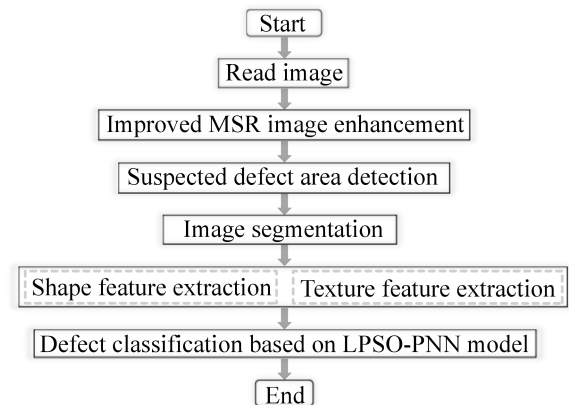 Start
Read image
Improved MSR image enhancement
Suspected defect area detection
Image segmentation
Shape feature extraction
Texture feature extraction
Defect classification based on LPSO-PNN model
End